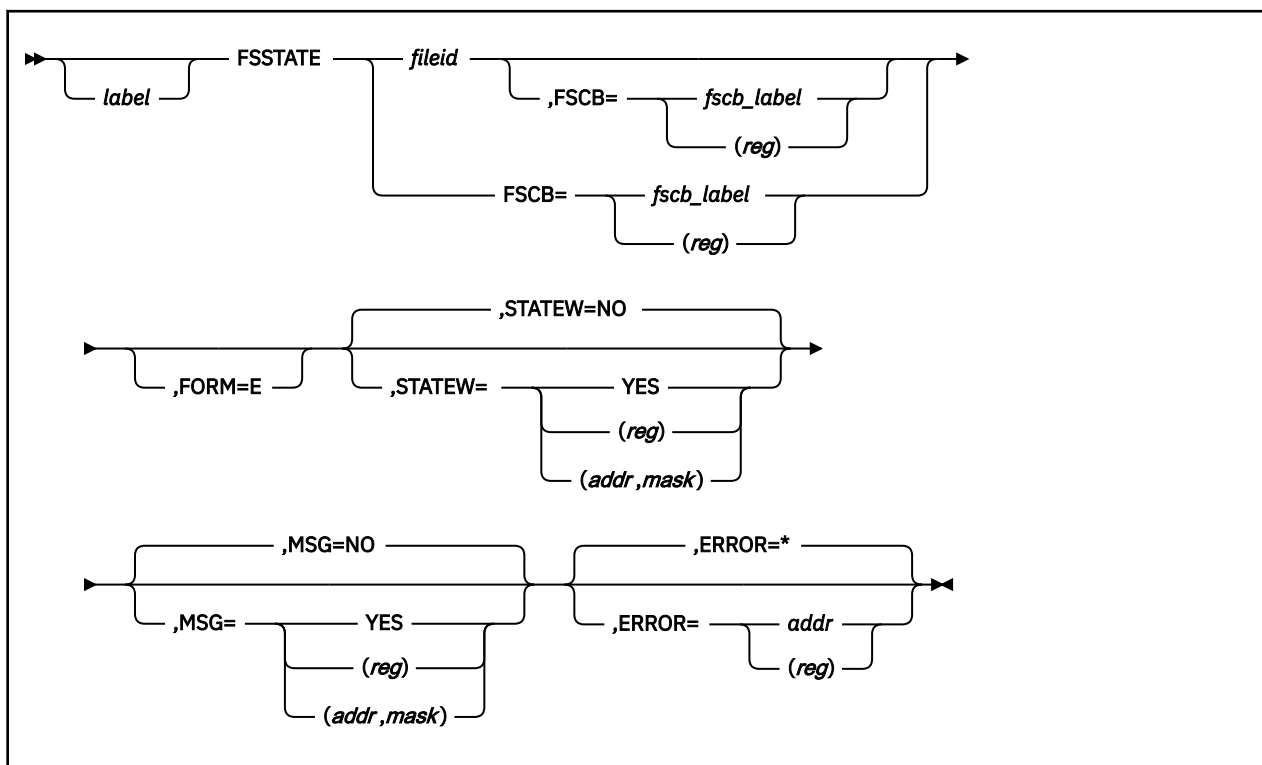 FSSTATE fileid
label ,FSCB= fscb_label
(reg)
FSCB= fscb_label
(reg)
,STATEW=NO
,FORM=E ,STATEW= YES
(reg)
(addr ,mask)
,MSG=NO ,ERROR=*
,MSG= YES ,ERROR= addr
(reg) (reg)
(addr ,mask)